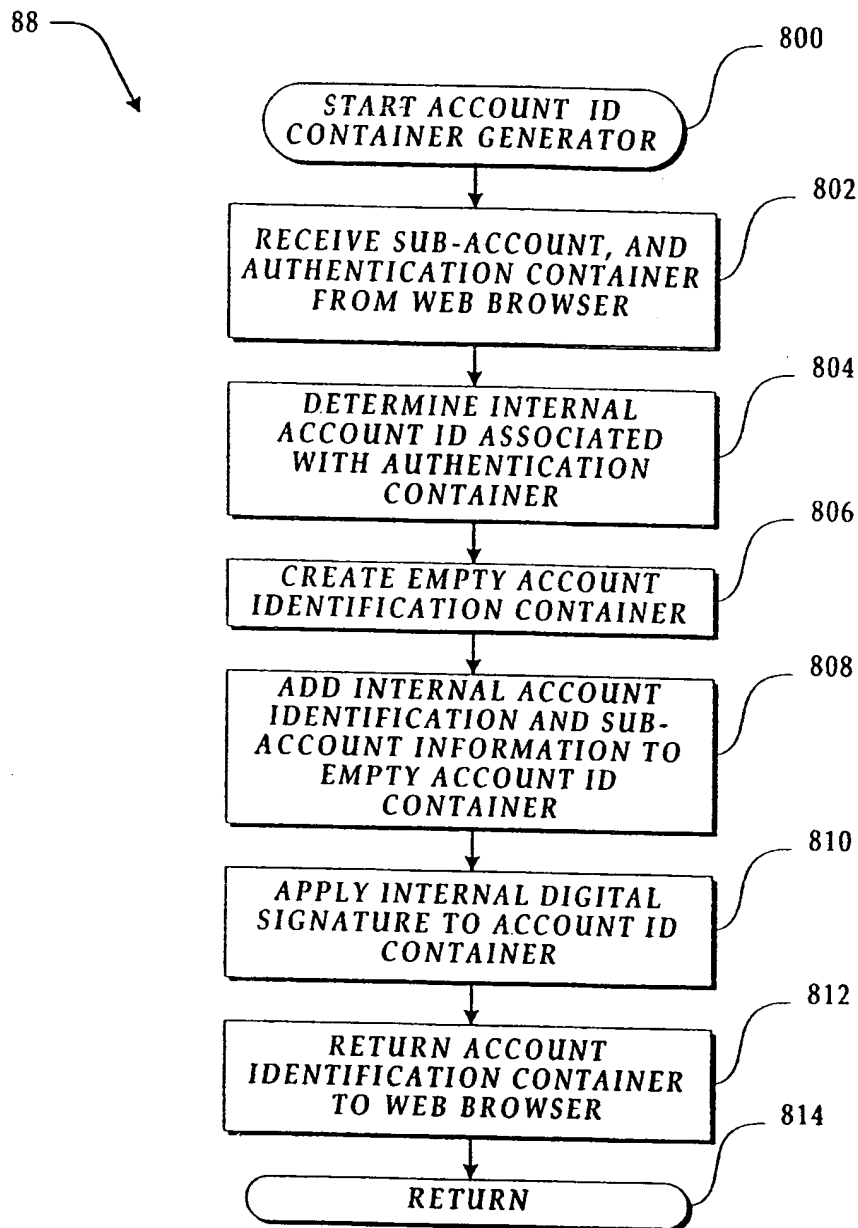 88
800
START ACCOUNT ID
CONTAINER GENERATOR
802
RECEIVE SUB-ACCOUNT, AND
AUTHENTICATION CONTAINER
FROM WEB BROWSER
804
DETERMINE INTERNAL
ACCOUNT ID ASSOCIATED
WITH AUTHENTICATION
CONTAINER
806
CREATE EMPTY ACCOUNT
IDENTIFICATION CONTAINER
808
ADD INTERNAL ACCOUNT
IDENTIFICATION AND SUB-
ACCOUNT INFORMATION TO
EMPTY ACCOUNT ID
CONTAINER
810
APPLY INTERNAL DIGITAL
SIGNATURE TO ACCOUNT ID
CONTAINER
812
RETURN ACCOUNT
IDENTIFICATION CONTAINER
TO WEB BROWSER
814
RETURN